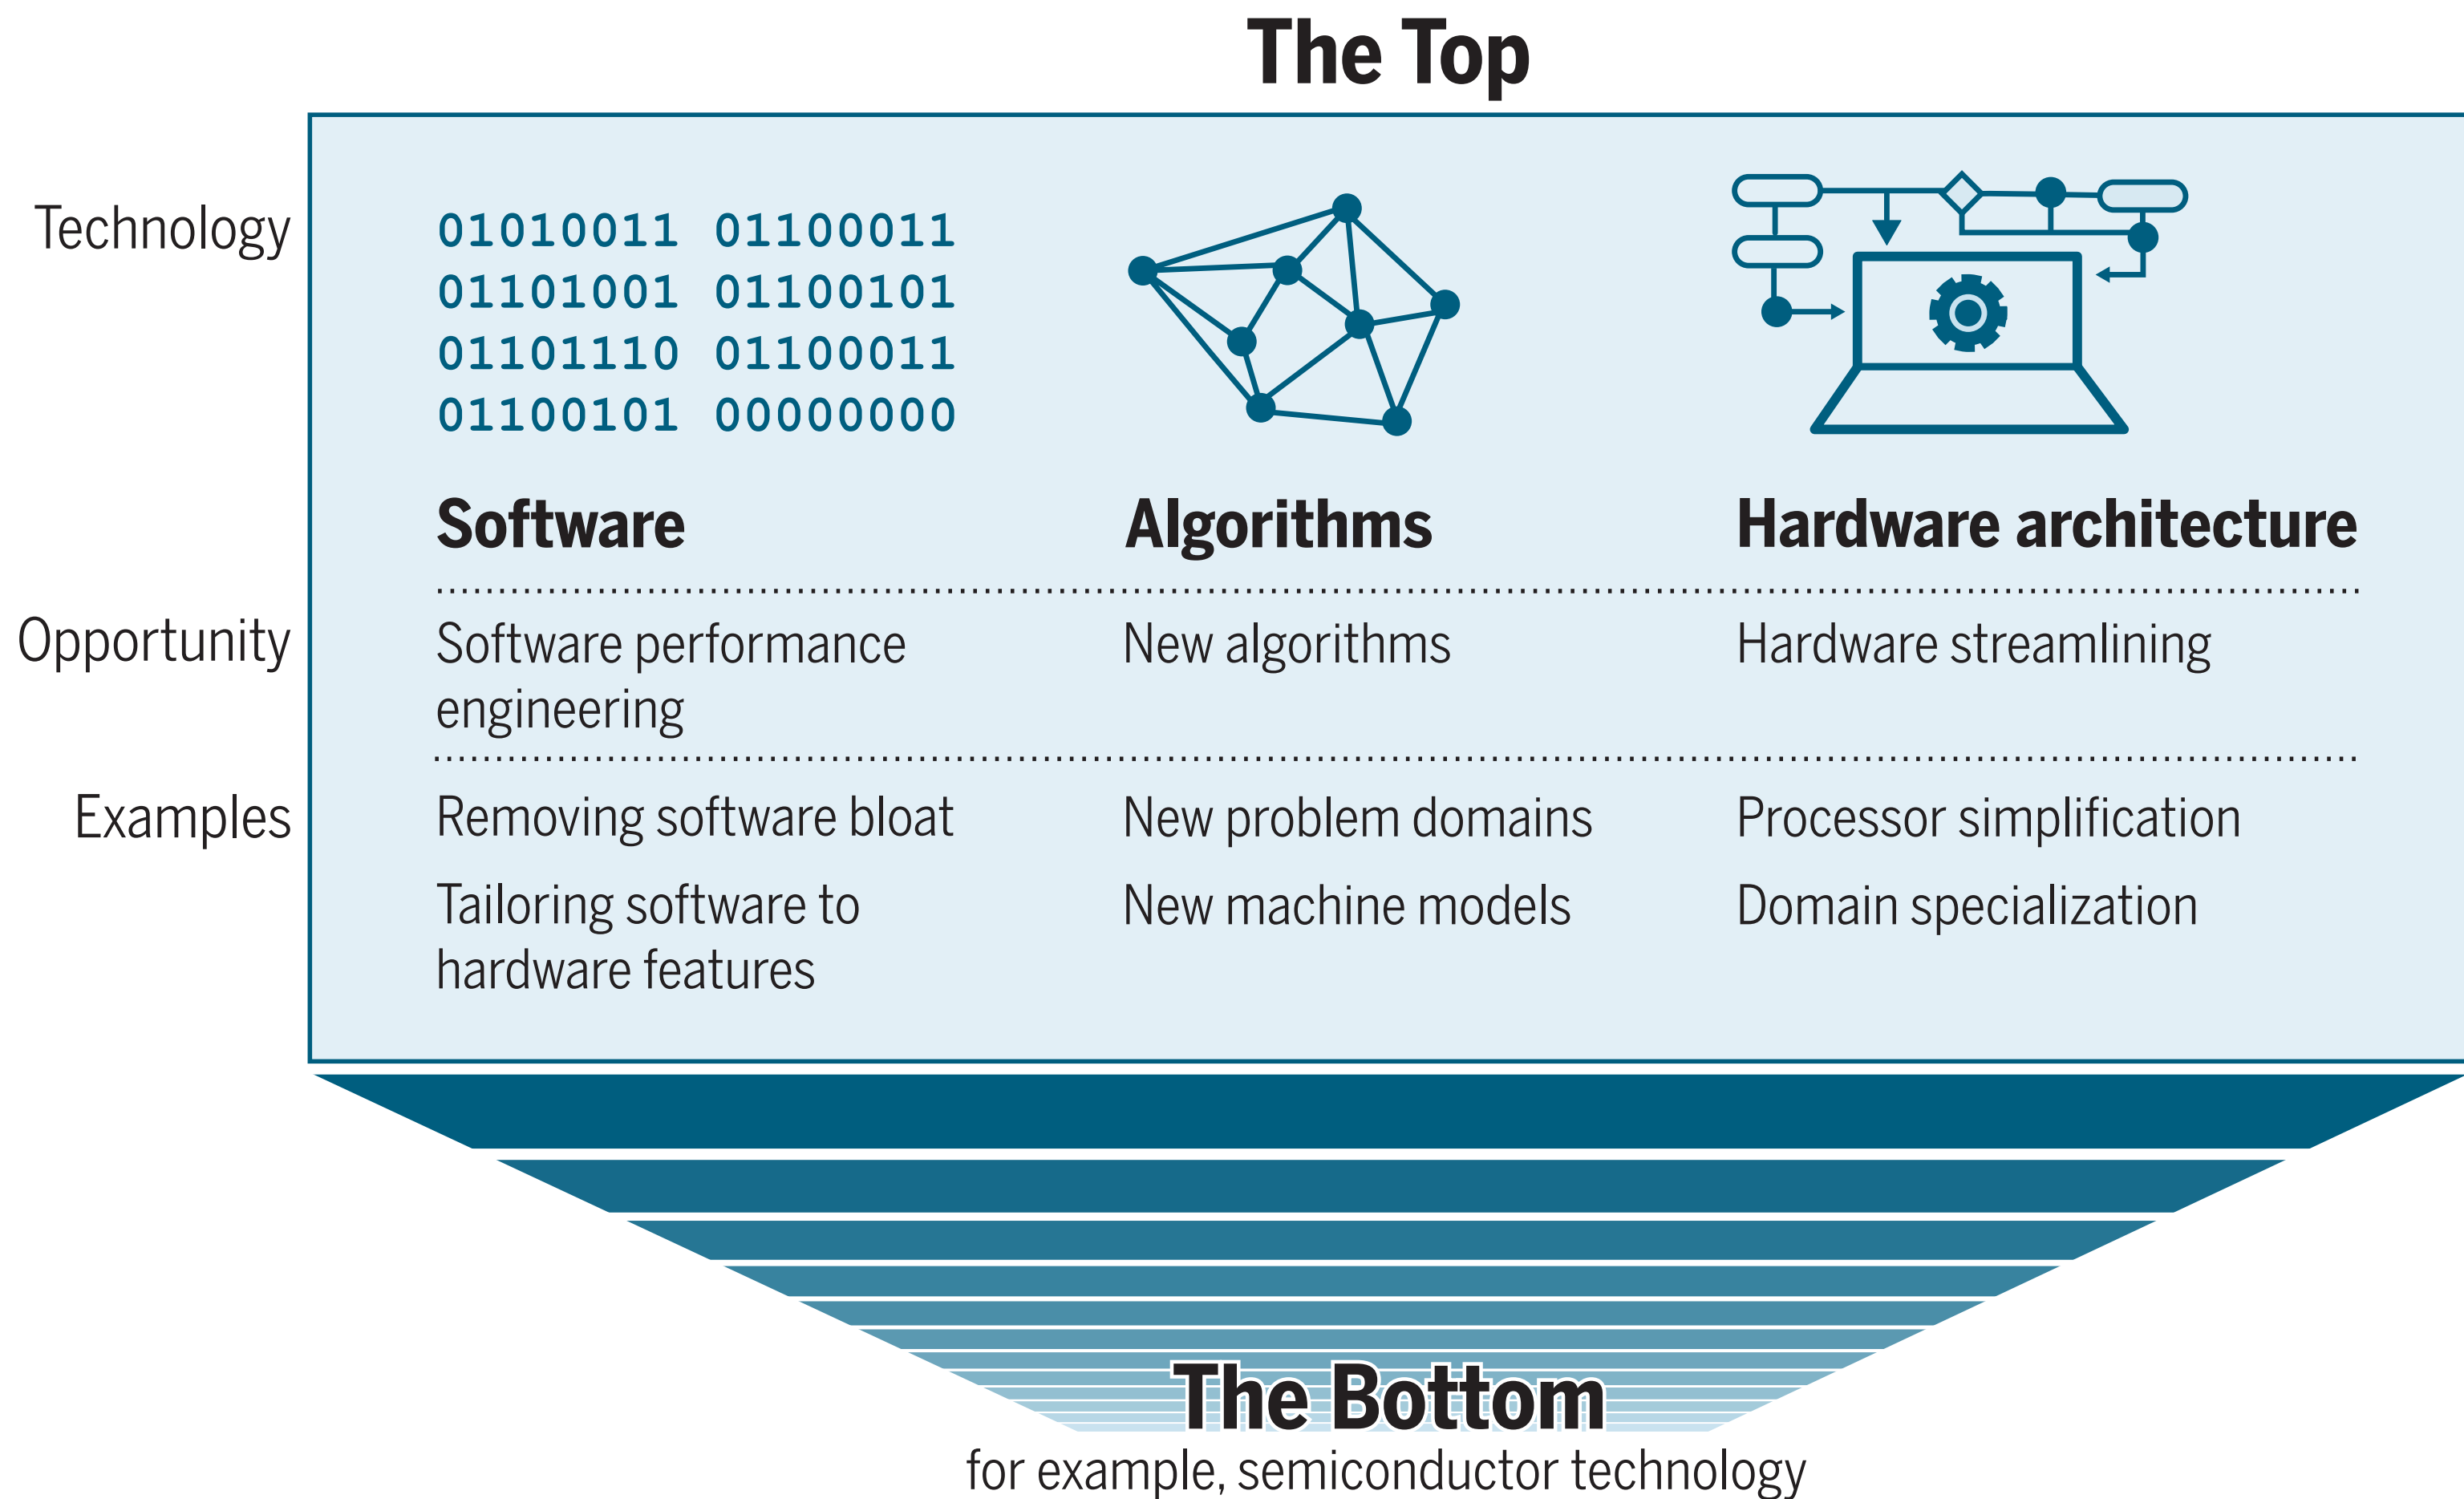 The Top
Technology
01010011 01100011
01101001 01100101
01101110 01100011
01100101 00000000
Software
Algorithms
Hardware architecture
Opportunity
Software performance
engineering
New algorithms
Hardware streamlining
Examples
Removing software bloat
Tailoring software to
hardware features
New problem domains
New machine models
Processor simplification
Domain specialization
The Bottom
for example, semiconductor technology